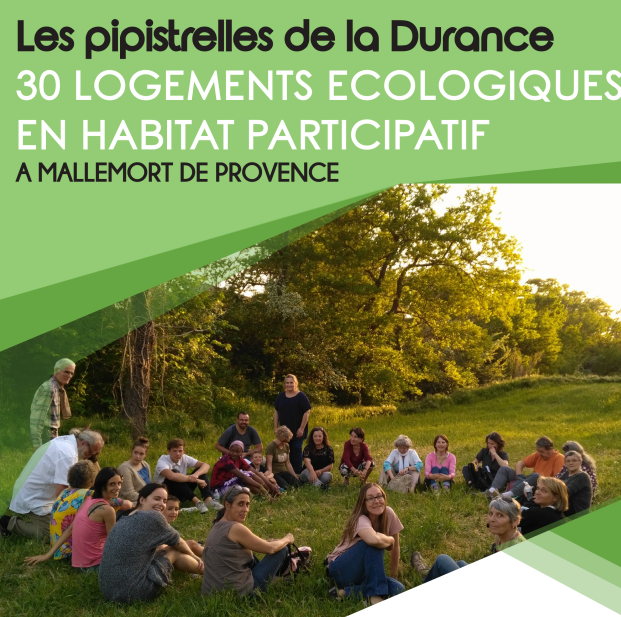 Les pipistrelles de la Durance
30 LOGEMENTS ECOLOGIQUES
EN HABITAT PARTICIPATIF
A MALLEMORT DE PROVENCE